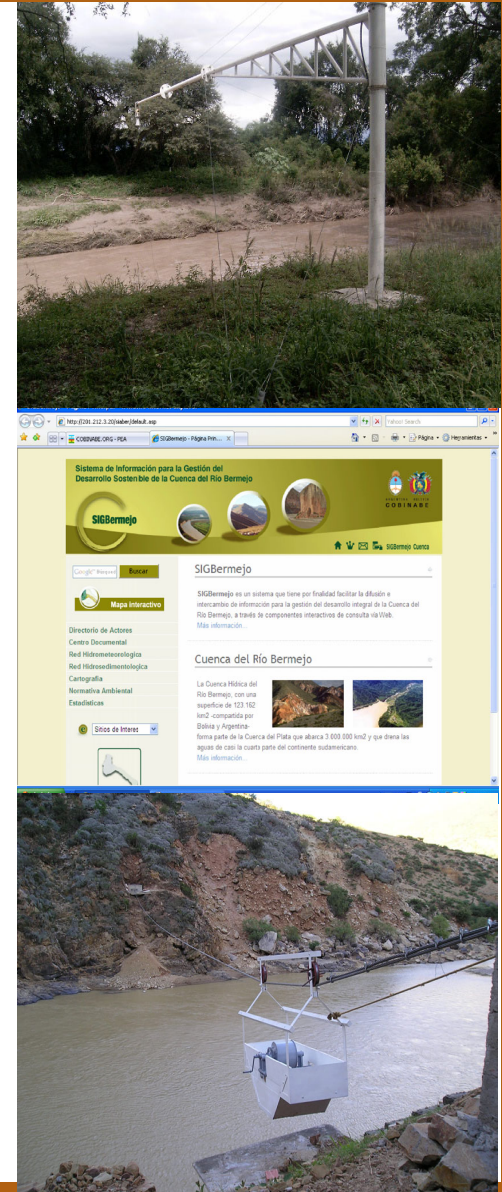 http://201.212.3.20/siaber/default.asp
Yahoo! Search
COBINABE.ORG - PEA
SIGBermejo - Página Prin...
Página
Herramientas
Sistema de Información para la Gestión del
Desarrollo Sostenible de la Cuenca del Río Bermejo
SIGBermejo
COBINABE
SIGBermejo Cuenca
Buscar
Mapa interactivo
Directorio de Actores
Centro Documental
Red Hidrometeorologica
Red Hidrosedimentologica
Cartografía
Normativa Ambiental
Estadísticas
Sitios de Interes
SIGBermejo
SIGBermejo es un sistema que tiene por finalidad facilitar la difusión e
intercambio de información para la gestión del desarrollo integral de la Cuenca del
Río Bermejo, a través de componentes interactivos de consulta vía Web.
Más información...
Cuenca del Río Bermejo
La Cuenca Hídrica del
Río Bermejo, con una
superficie de 123.162
km2 -compartida por
Bolivia y Argentina-
forma parte de la Cuenca del Plata que abarca 3.000.000 km2 y que drena las
aguas de casi la cuarta parte del continente sudamericano.
Más información...